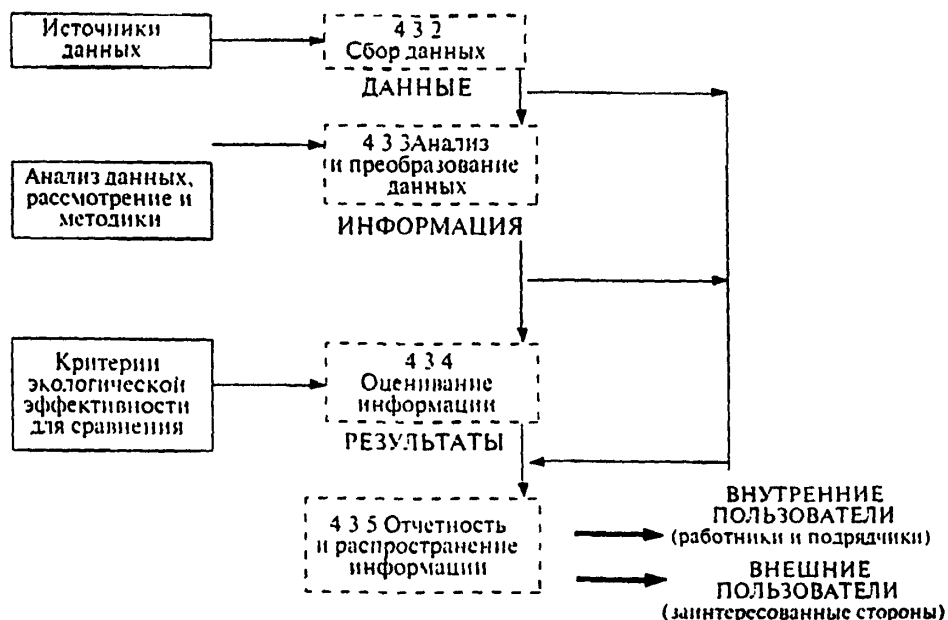 Источники
данных
4 3 2
Сбор данных
ДАННЫЕ
4 3 3Анализ
и преобразование
данных
Анализ данных,
рассмотрение и
методики
ИНФОРМАЦИЯ
Критерии
экологической
эффективности
для сравнения
4 3 4
Оценивание
информации
РЕЗУЛЬТАТЫ
4 3 5 Отчетность
и распространение
информации
ВНУТРЕННИЕ
ПОЛЬЗОВАТЕЛИ
(работники и подрядчики)
ВНЕШНИЕ
ПОЛЬЗОВАТЕЛИ
(заинтересованные стороны)